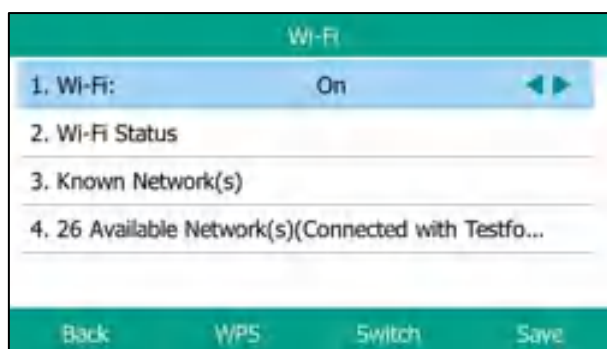 Wi-Fi
1. Wi-Fi: On
2. Wi-Fi Status
3. Known Network(s)
4. 26 Available Network(s)(Connected with Testfo...
Back WPS Switch Save